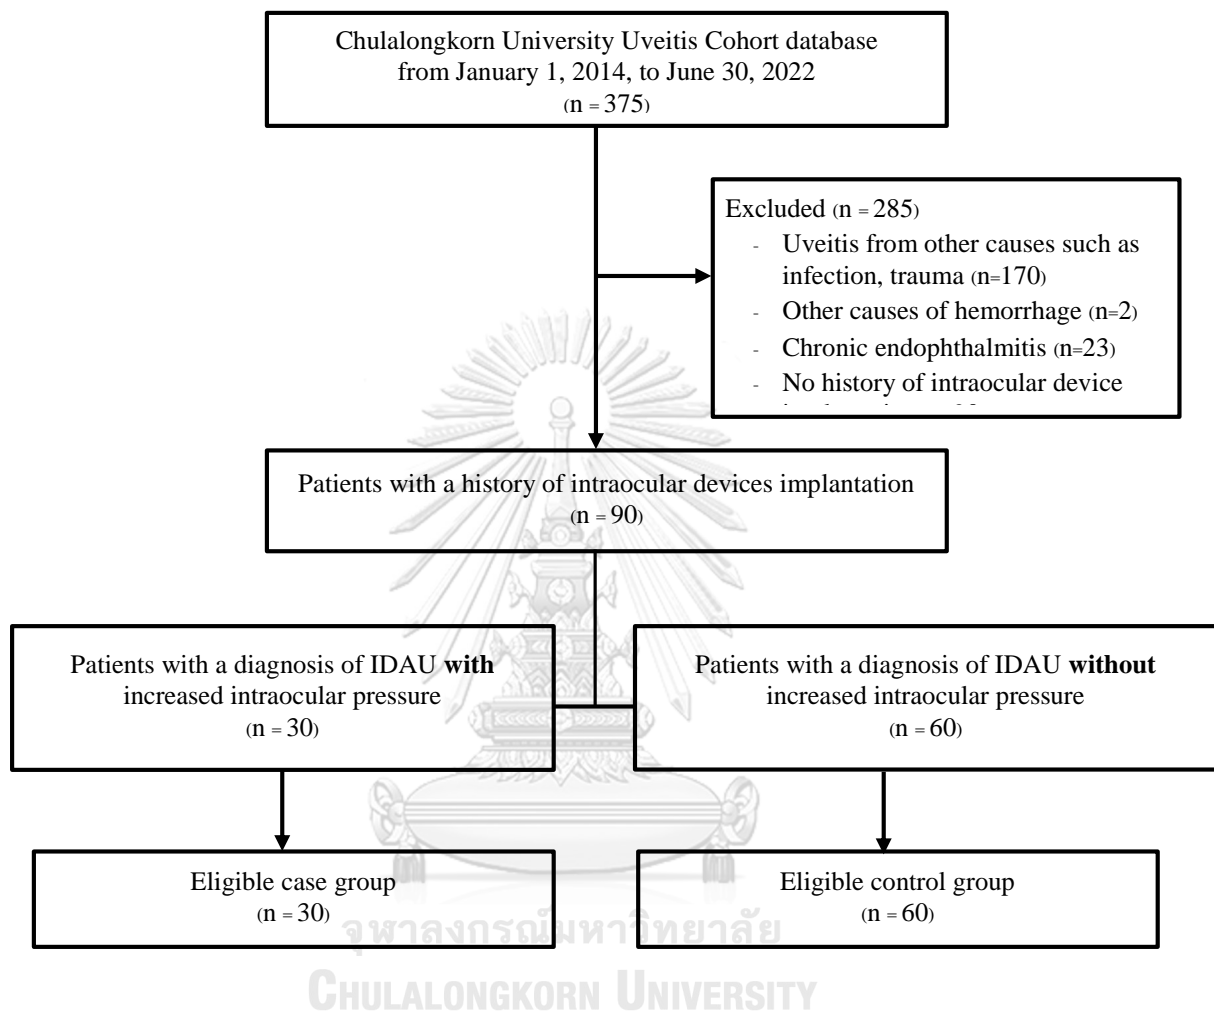 Chulalongkorn University Uveitis Cohort database
from January 1, 2014, to June 30, 2022
(n = 375)
Excluded (n = 285)
- Uveitis from other causes such as
infection, trauma (n=170)
- Other causes of hemorrhage (n=2)
- Chronic endophthalmitis (n=23)
- No history of intraocular device
Patients with a history of intraocular devices implantation
(n = 90)
Patients with a diagnosis of IDAU with
increased intraocular pressure
(n = 30)
Patients with a diagnosis of IDAU without
increased intraocular pressure
(n = 60)
Eligible case group
(n = 30)
Eligible control group
(n = 60)
จุฬาลงกรณ์มหาวิทยาลัย
CHULALONGKORN UNIVERSITY